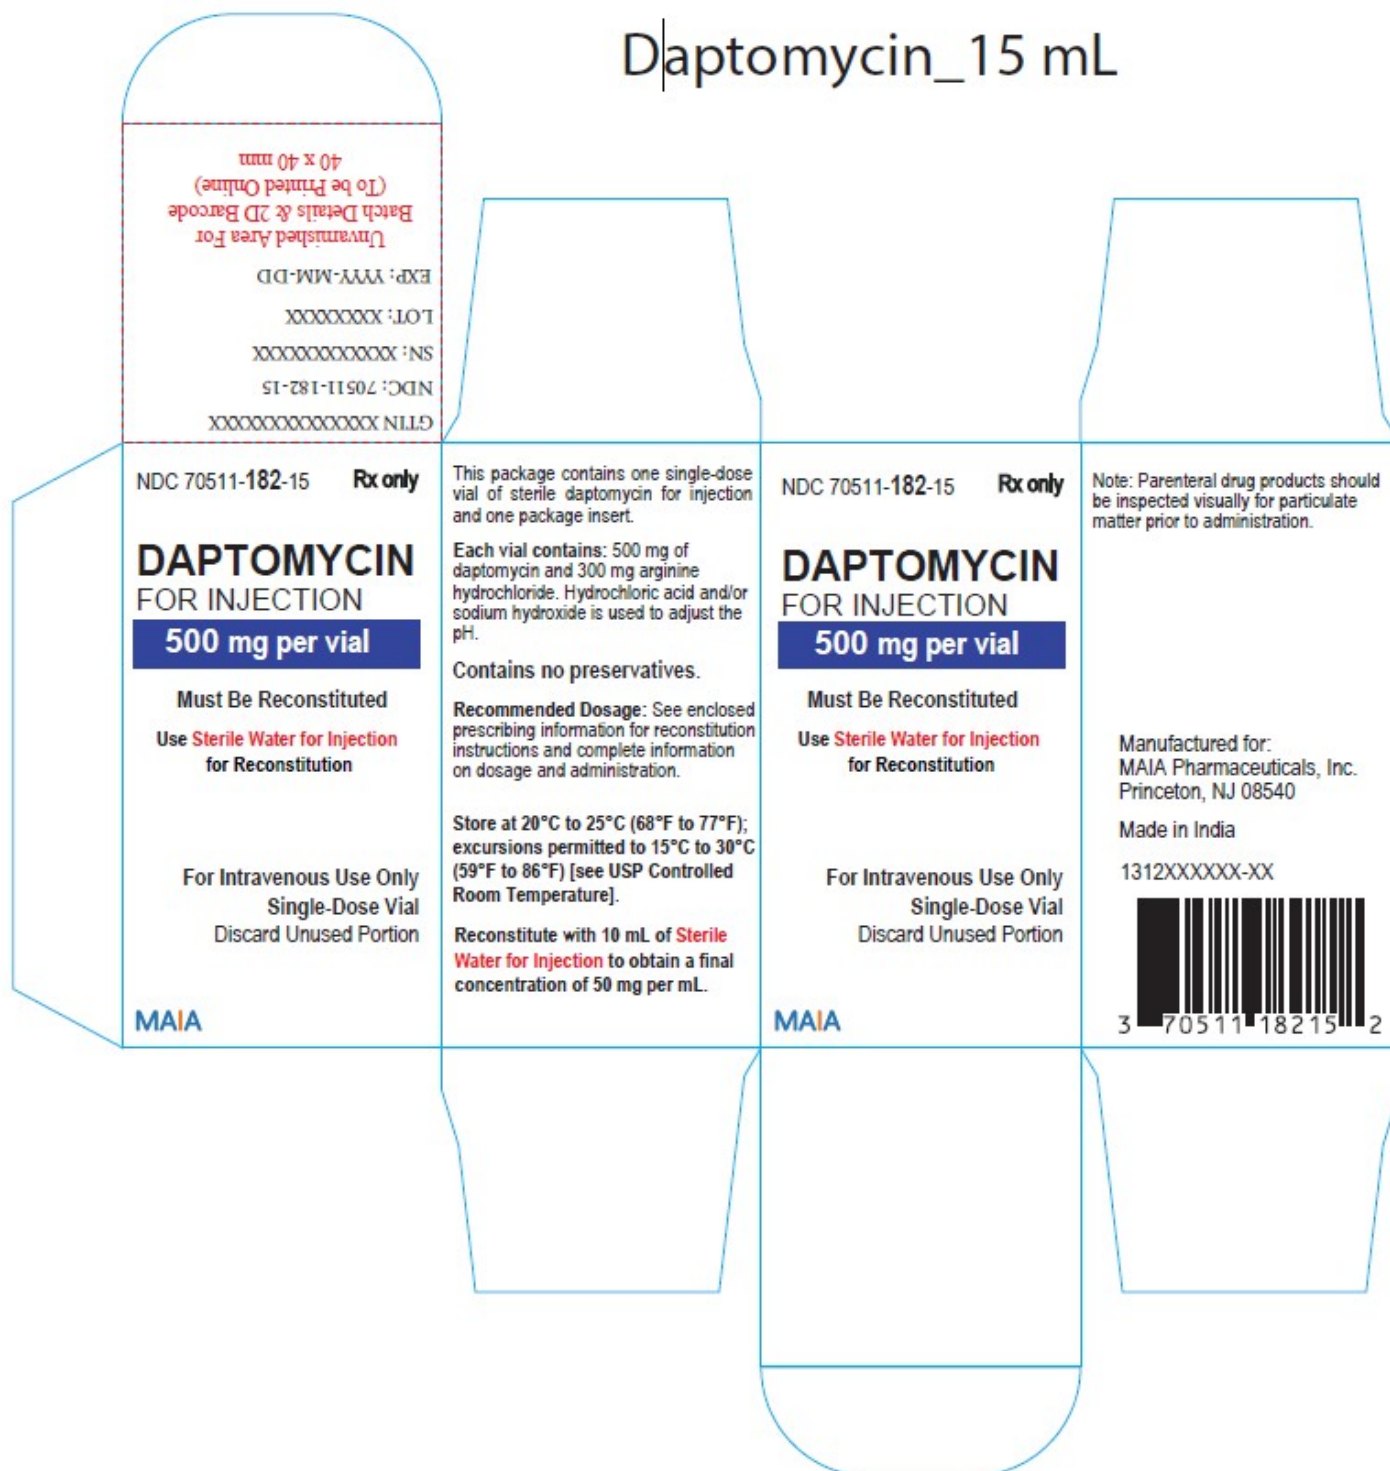 Daptomycin_15 mL
GTIN XXXXXXXXXXXXXX
NDC: 70511-182-15
SN: XXXXXXXXXXXX
LOT: XXXXXXXX
EXP: YYYY-MM-DD
Unvarnished Area For
Batch Details & 2D Barcode
(To be Printed Online)
40 x 40 mm
NDC 70511-182-15 Rx only
DAPTOMYCIN
FOR INJECTION
500 mg per vial
Must Be Reconstituted
Use Sterile Water for Injection
for Reconstitution
For Intravenous Use Only
Single-Dose Vial
Discard Unused Portion
MAIA
This package contains one single-dose
vial of sterile daptomycin for injection
and one package insert.
Each vial contains: 500 mg of
daptomycin and 300 mg arginine
hydrochloride. Hydrochloric acid and/or
sodium hydroxide is used to adjust the
pH.
Contains no preservatives.
Recommended Dosage: See enclosed
prescribing information for reconstitution
instructions and complete information
on dosage and administration.
Store at 20°C to 25°C (68°F to 77°F);
excursions permitted to 15°C to 30°C
(59°F to 86°F) [see USP Controlled
Room Temperature].
Reconstitute with 10 mL of Sterile
Water for Injection to obtain a final
concentration of 50 mg per mL.
NDC 70511-182-15 Rx only
DAPTOMYCIN
FOR INJECTION
500 mg per vial
Must Be Reconstituted
Use Sterile Water for Injection
for Reconstitution
For Intravenous Use Only
Single-Dose Vial
Discard Unused Portion
MAIA
Note: Parenteral drug products should
be inspected visually for particulate
matter prior to administration.
Manufactured for:
MAIA Pharmaceuticals, Inc.
Princeton, NJ 08540
Made in India
1312XXXXXX-XX
3 70511 18215 2